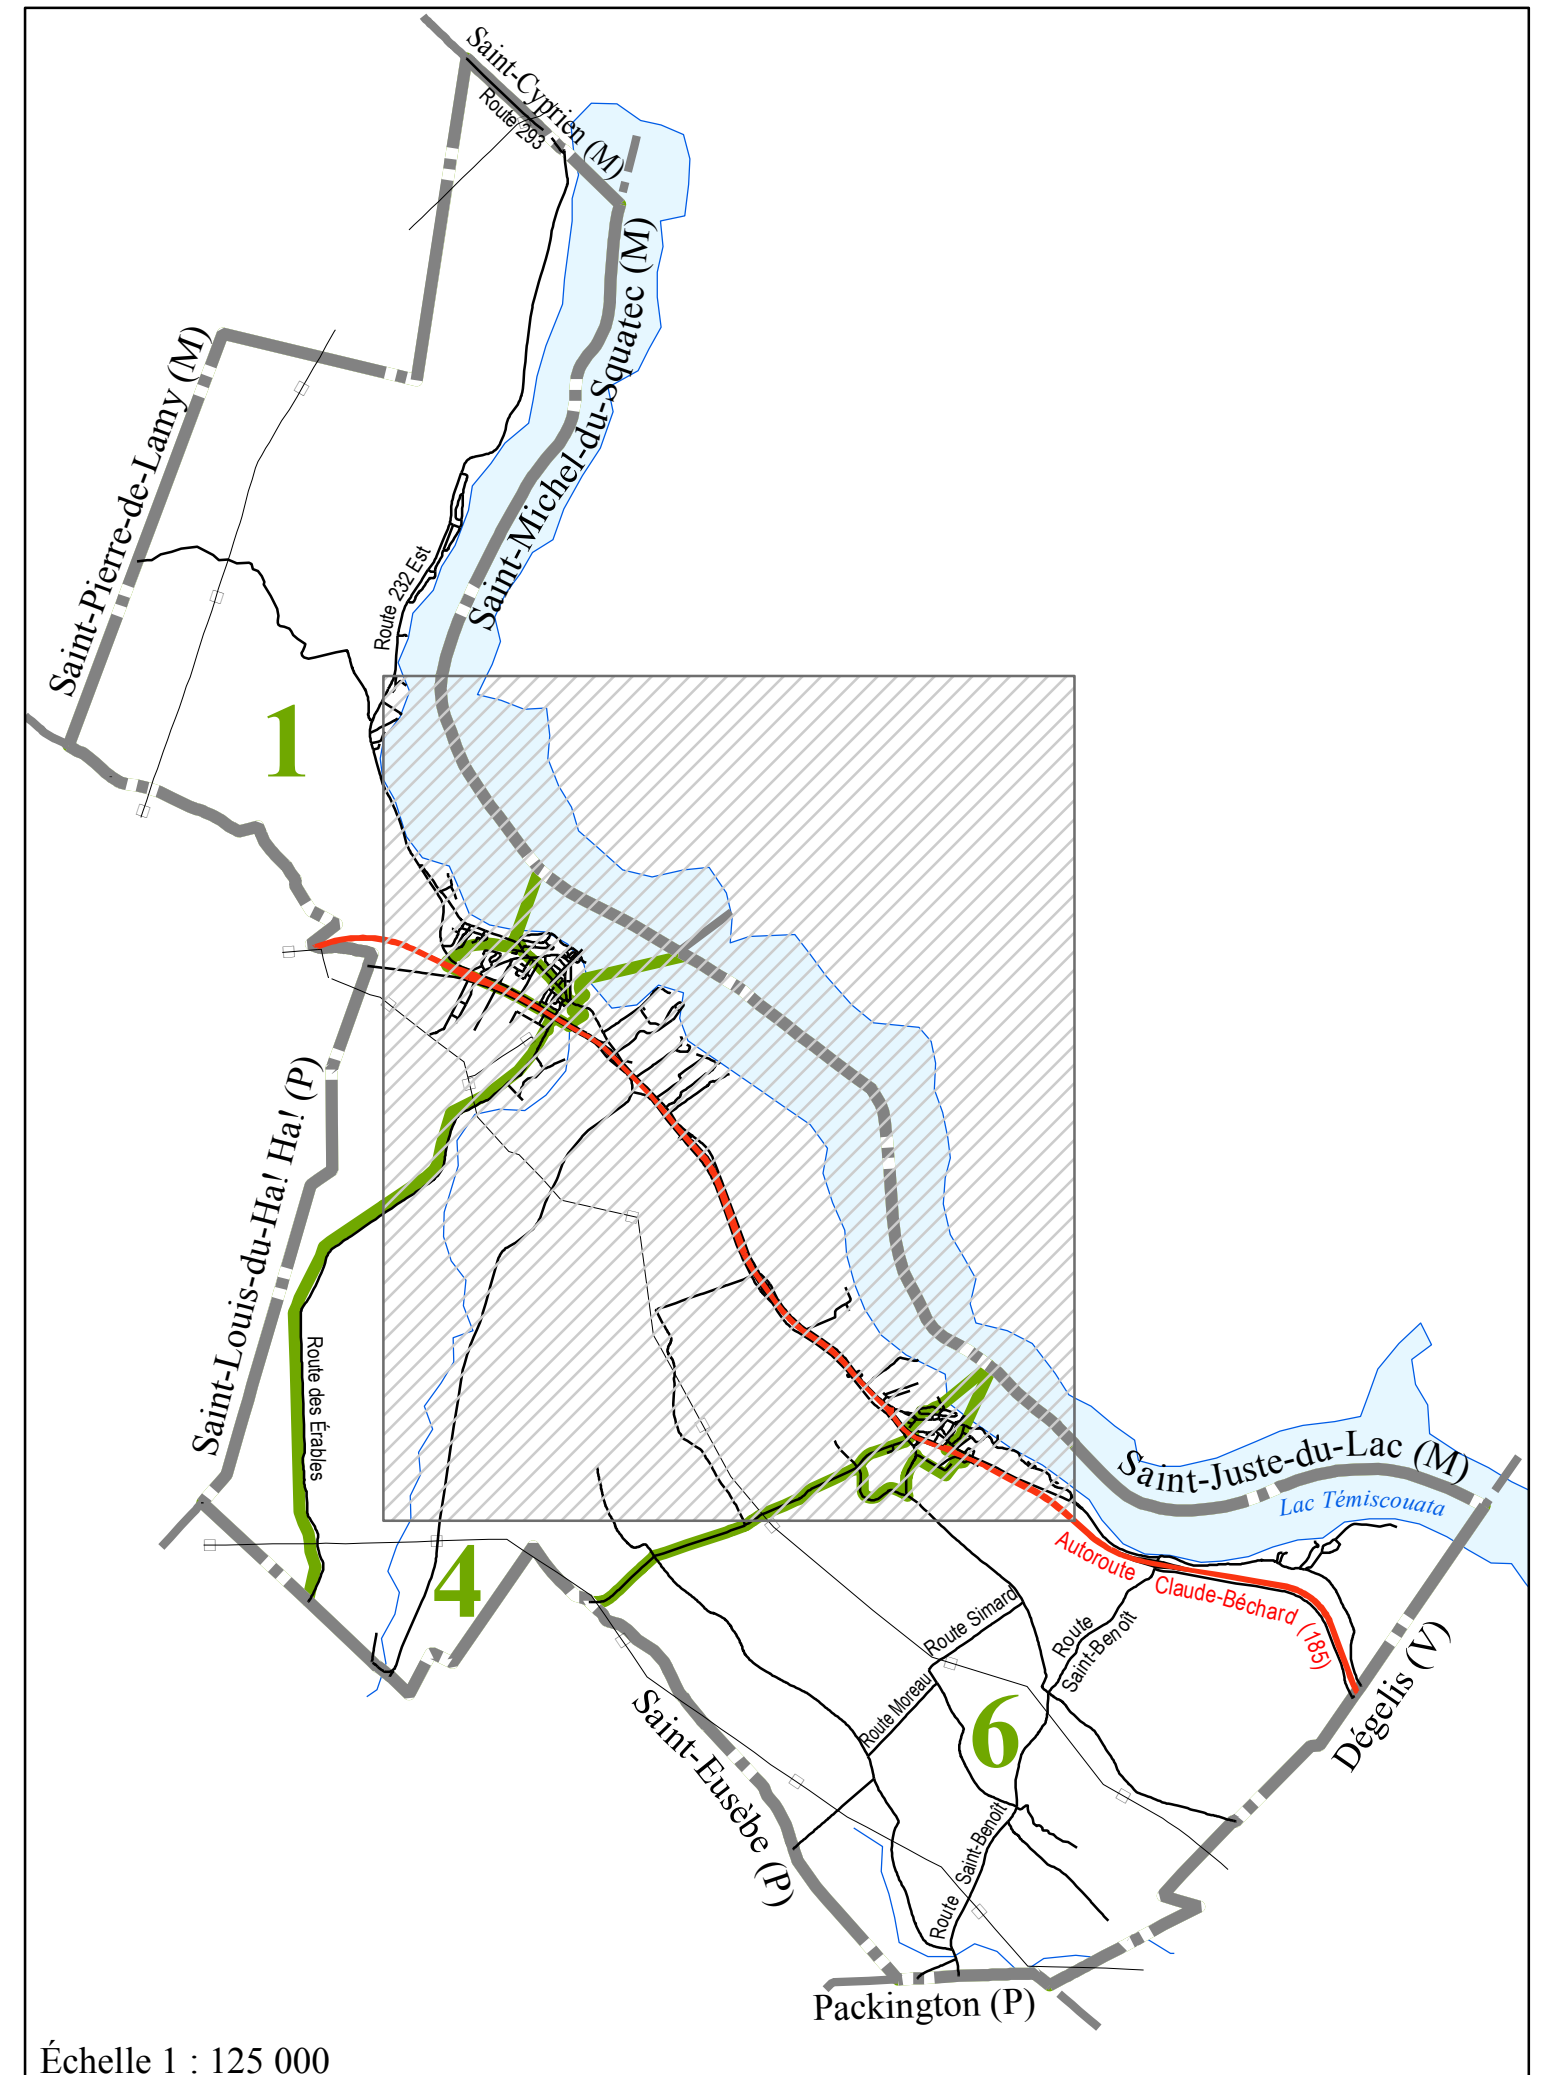 Saint-Cyprien (M)
Route 293
Saint-Michel-du-Squatec (M)
Saint-Pierre-de-Lamy (M)
Route 232 Est
1
Saint-Louis-du-Ha! Ha! (P)
Route des Érables
Saint-Juste-du-Lac (M)
Lac Témiscouata
Autoroute Claude-Béchard (185)
4
Route Simard
Route
Saint-Benoît
Route Moreau
6
Dégelis (V)
Saint-Eusèbe (P)
Route Saint-Benoît
Packington (P)
Échelle 1 : 125 000